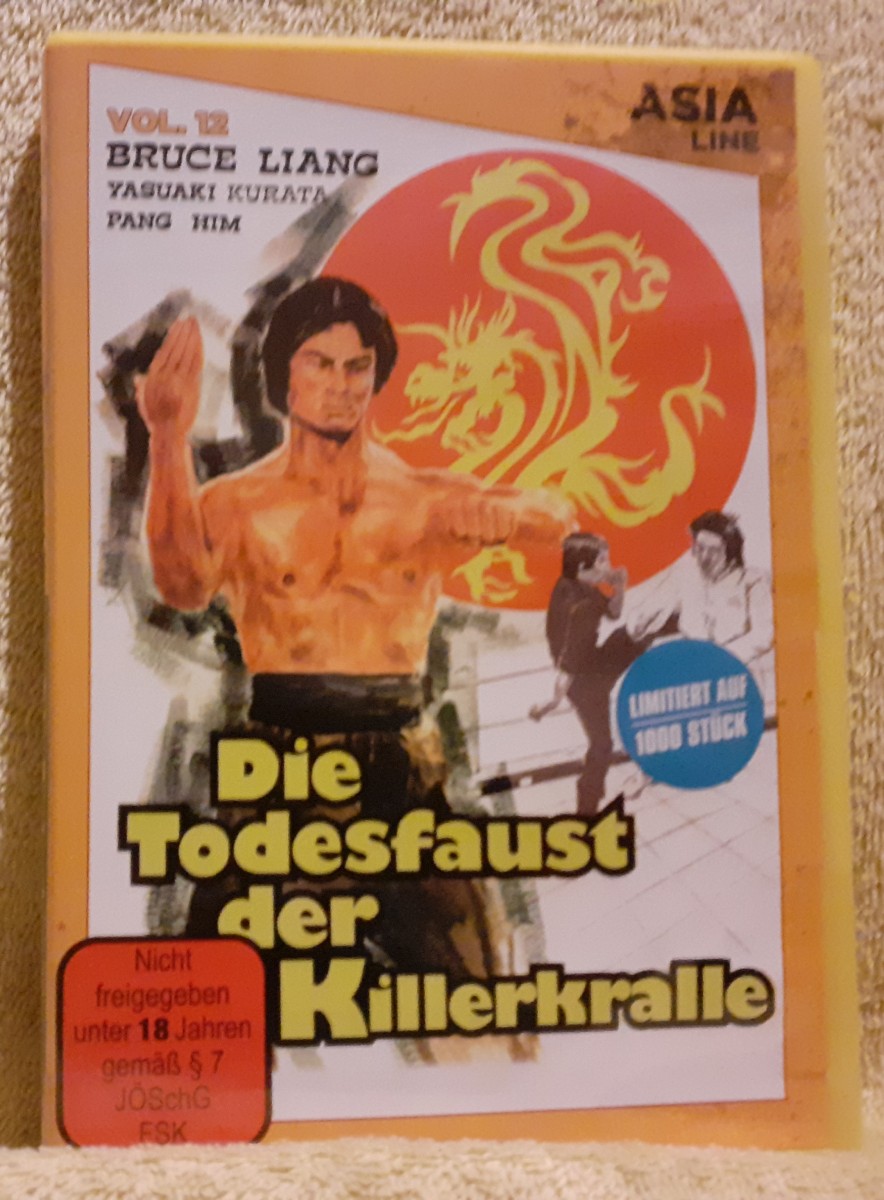 VOL. 12
BRUCE LIANG
YASUAKI KURATA
PANG HIM
ASIA
LINE
LIMITIERT AUF
1000 STÜCK
Die
Todesfaust
der
Killerkralle
Nicht
freigegeben
unter 18 Jahren
gemäß § 7
JÖSchG
FSK